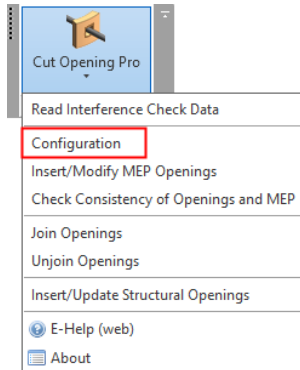 Cut Opening Pro
Read Interference Check Data
Configuration
Insert/Modify MEP Openings
Check Consistency of Openings and MEP
Join Openings
Unjoin Openings
Insert/Update Structural Openings
E-Help (web)
About